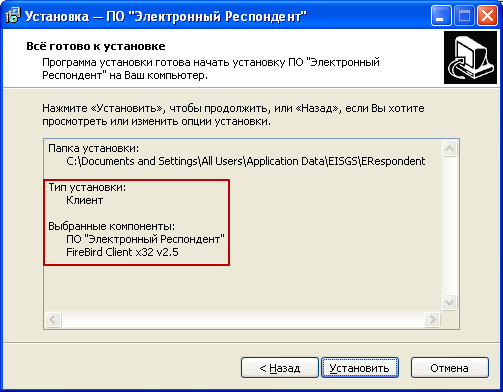 Установка — ПО "Электронный Респондент"
Всё готово к установке
Программа установки готова начать установку ПО "Электронный
Респондент" на Ваш компьютер.
Нажмите «Установить», чтобы продолжить, или «Назад», если Вы хотите
просмотреть или изменить опции установки.
Папка установки:
C:\Documents and Settings\All Users\Application Data\EISGS\ERespondent
Тип установки:
Клиент
Выбранные компоненты:
ПО "Электронный Респондент"
FireBird Client x32 v2.5
< Назад
Установить
Отмена